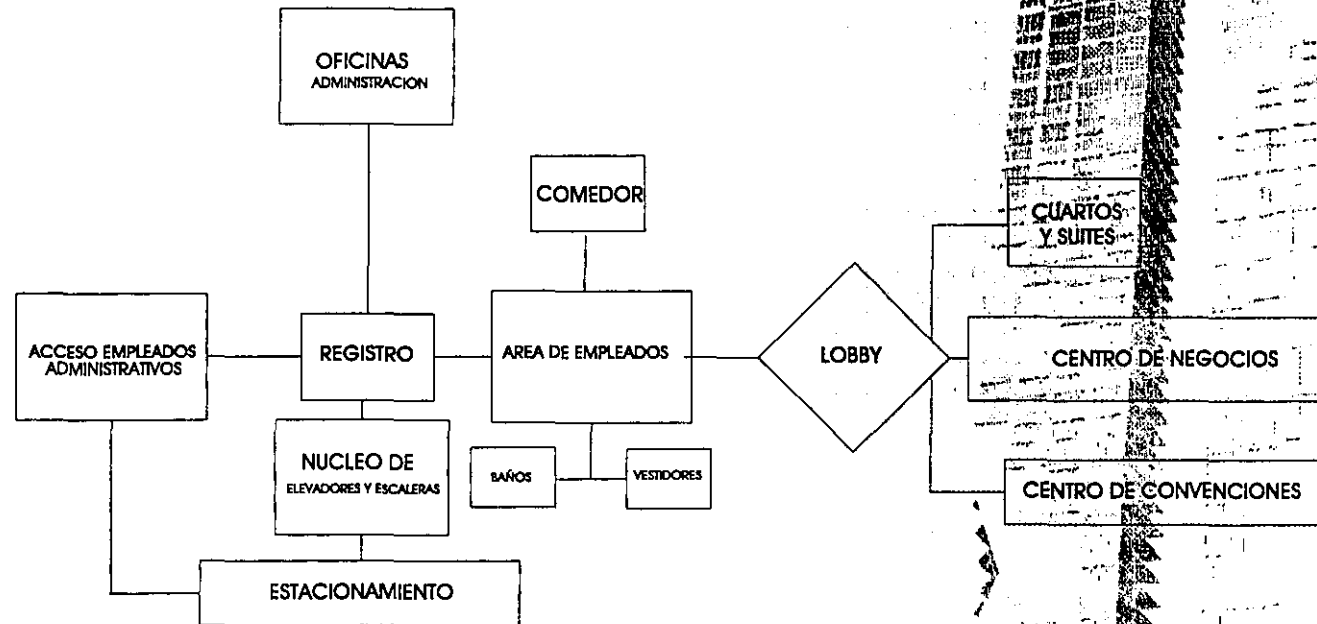 OFICINAS
ADMINISTRACION
COMEDOR
CUARTOS
Y SUITES
ACCESO EMPLEADOS
ADMINISTRATIVOS
REGISTRO
AREA DE EMPLEADOS
LOBBY
CENTRO DE NEGOCIOS
NUCLEO DE
ELEVADORES Y ESCALERAS
BAÑOS
VESTIDORES
CENTRO DE CONVENCIONES
ESTACIONAMIENTO